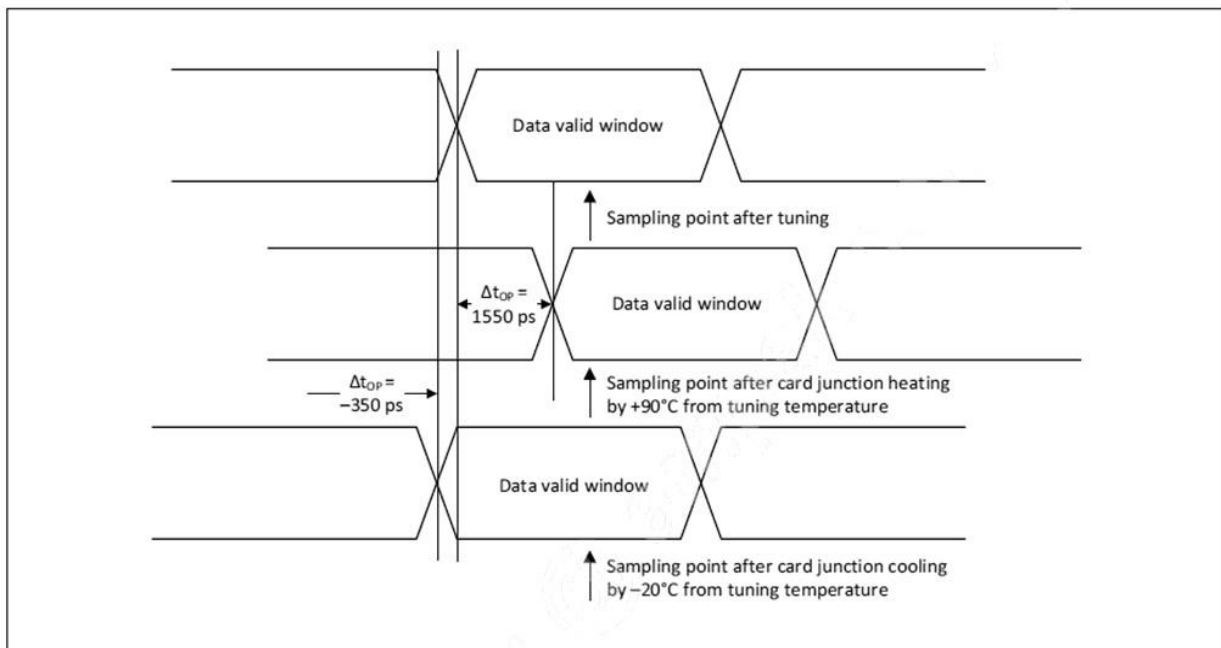 Data valid window
Sampling point after tuning
ΔtOP =
1550 ps
Data valid window
ΔtOP =
−350 ps
Sampling point after card junction heating
by +90°C from tuning temperature
Data valid window
Sampling point after card junction cooling
by −20°C from tuning temperature